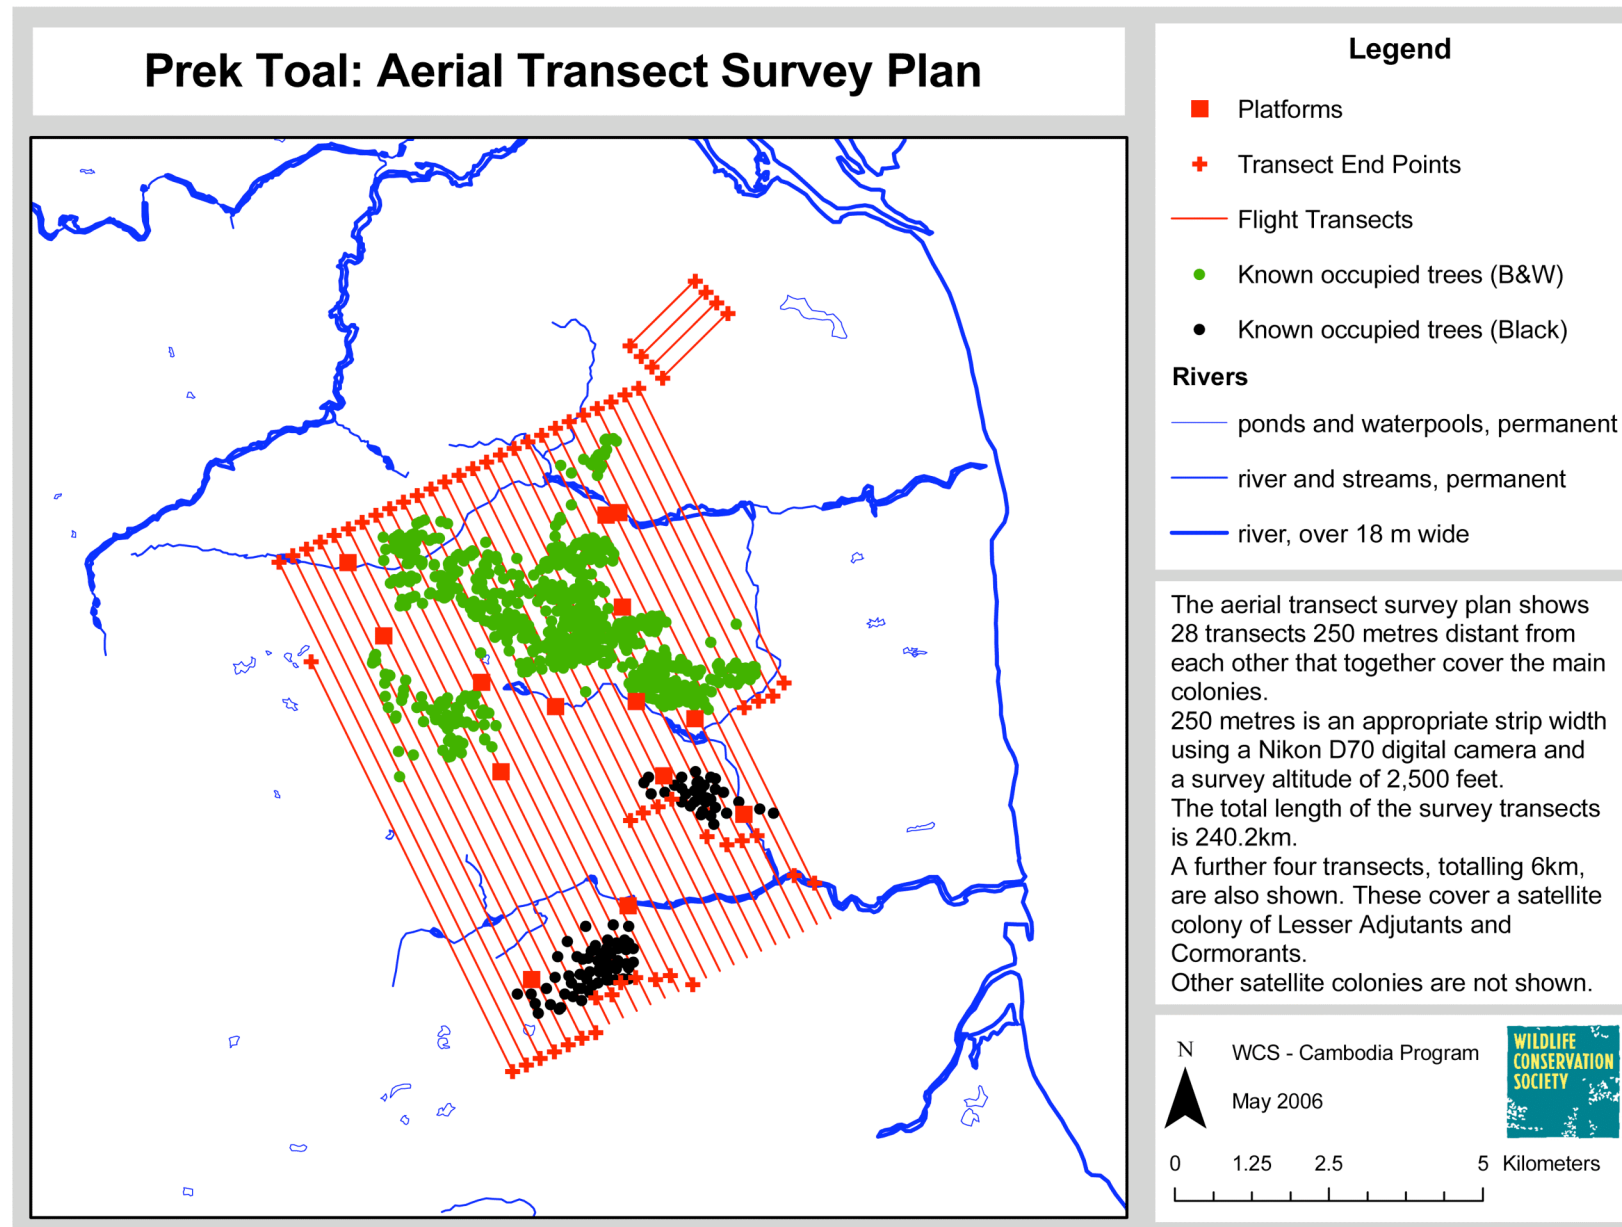 Prek Toal: Aerial Transect Survey Plan
Legend
Platforms
Transect End Points
Flight Transects
Known occupied trees (B&W)
Known occupied trees (Black)
Rivers
ponds and waterpools, permanent
river and streams, permanent
river, over 18 m wide
The aerial transect survey plan shows
28 transects 250 metres distant from
each other that together cover the main
colonies.
250 metres is an appropriate strip width
using a Nikon D70 digital camera and
a survey altitude of 2,500 feet.
The total length of the survey transects
is 240.2km.
A further four transects, totalling 6km,
are also shown. These cover a satellite
colony of Lesser Adjutants and
Cormorants.
Other satellite colonies are not shown.
N
WCS - Cambodia Program
May 2006
WILDLIFE
CONSERVATION
SOCIETY
0 1.25 2.5 5 Kilometers